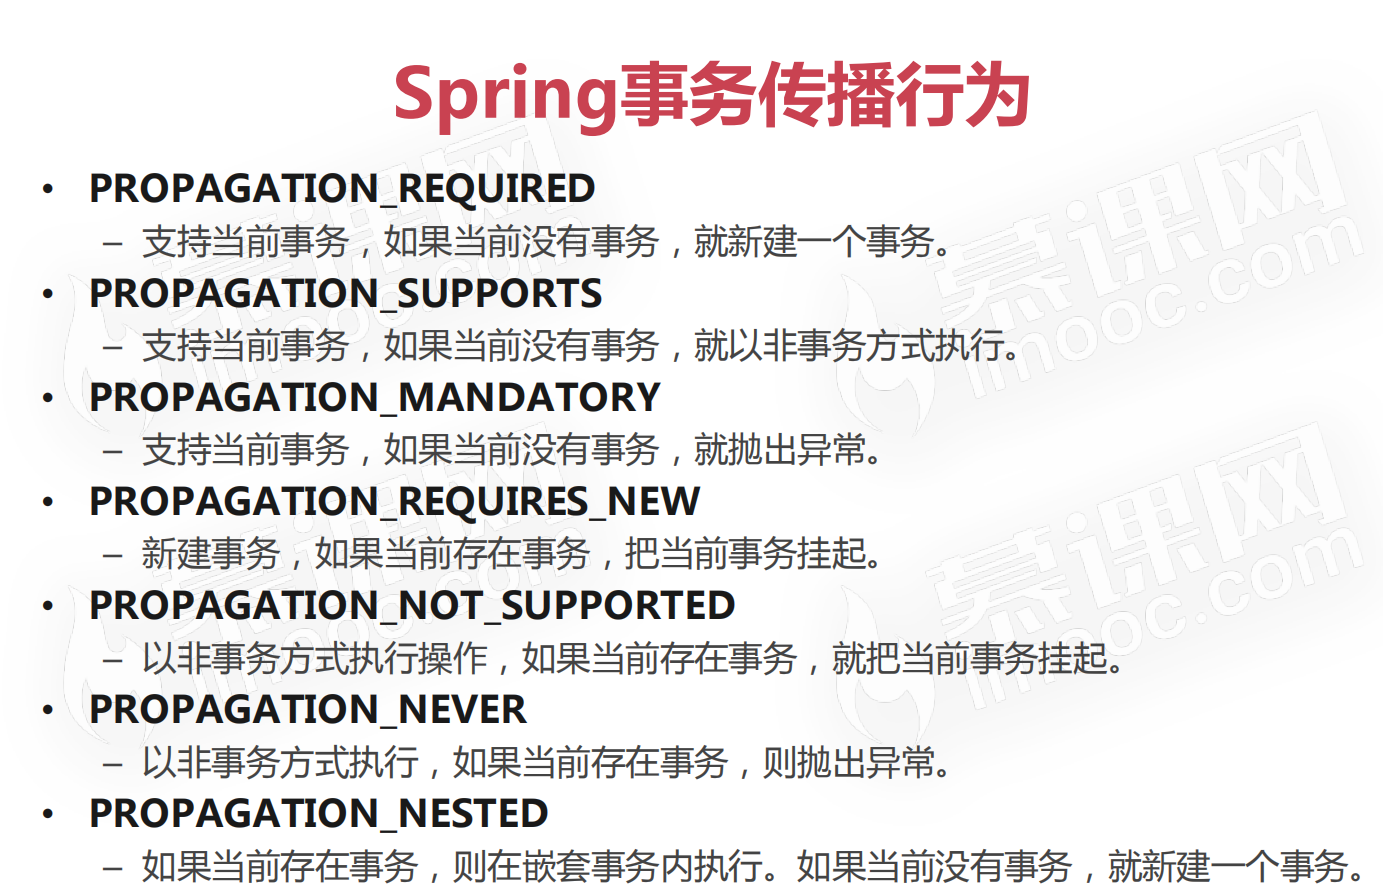 Spring事务传播行为
• PROPAGATION_REQUIRED
– 支持当前事务，如果当前没有事务，就新建一个事务。
• PROPAGATION_SUPPORTS
– 支持当前事务，如果当前没有事务，就以非事务方式执行。
• PROPAGATION_MANDATORY
– 支持当前事务，如果当前没有事务，就抛出异常。
• PROPAGATION_REQUIRES_NEW
– 新建事务，如果当前存在事务，把当前事务挂起。
• PROPAGATION_NOT_SUPPORTED
– 以非事务方式执行操作，如果当前存在事务，就把当前事务挂起。
• PROPAGATION_NEVER
– 以非事务方式执行，如果当前存在事务，则抛出异常。
• PROPAGATION_NESTED
– 如果当前存在事务，则在嵌套事务内执行。如果当前没有事务，就新建一个事务。
慕课网
imooc.com
慕课网
imooc.com
慕课网
imooc.com
慕课网
imooc.com